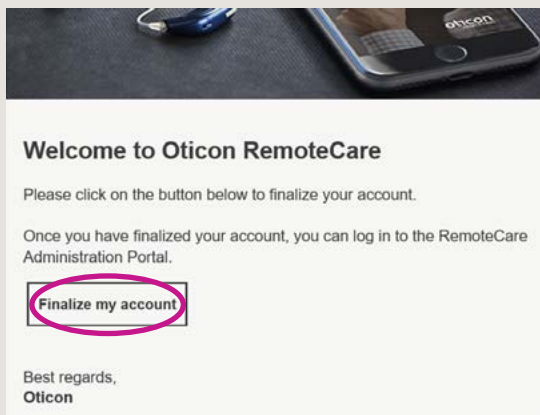 oticon
Welcome to Oticon RemoteCare
Please click on the button below to finalize your account.
Once you have finalized your account, you can log in to the RemoteCare
Administration Portal.
Finalize my account
Best regards,
Oticon